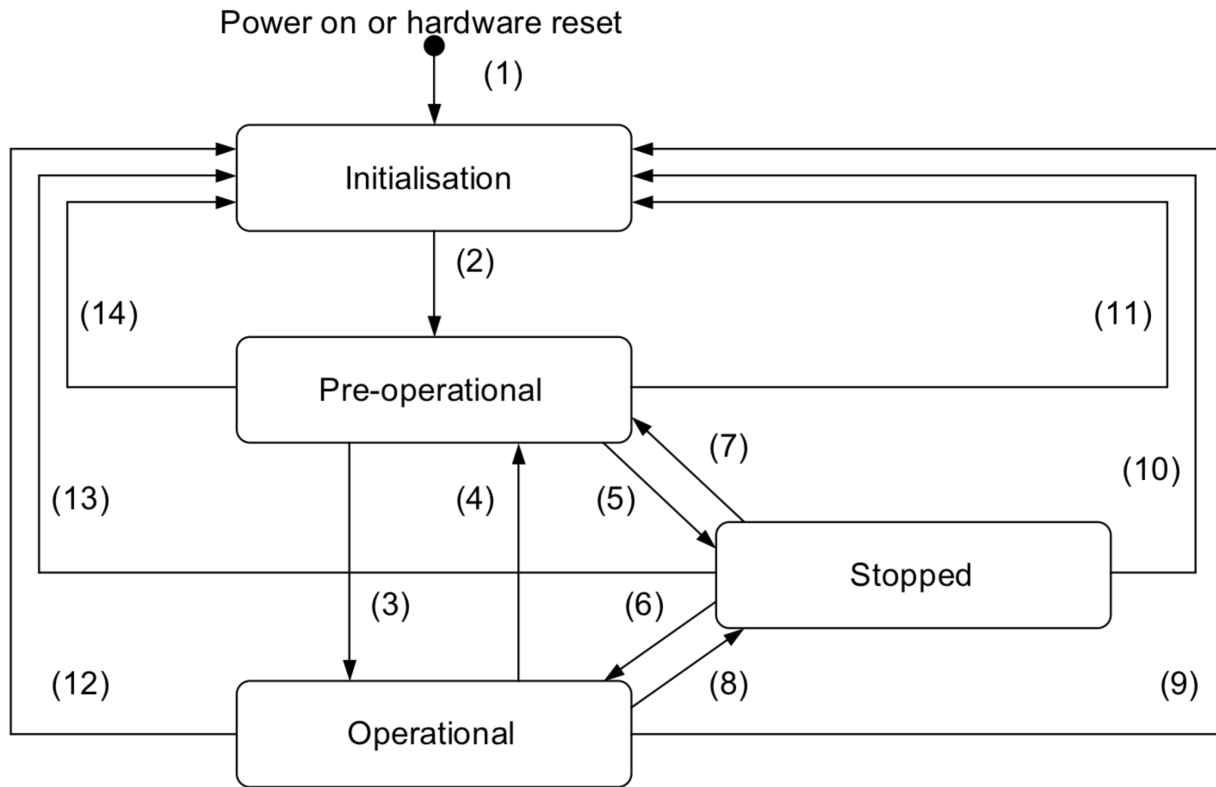 Power on or hardware reset
(1)
Initialisation
(2)
(14)
(11)
Pre-operational
(7)
(13)
(4)
(5)
(10)
Stopped
(3)
(6)
(12)
(8)
(9)
Operational